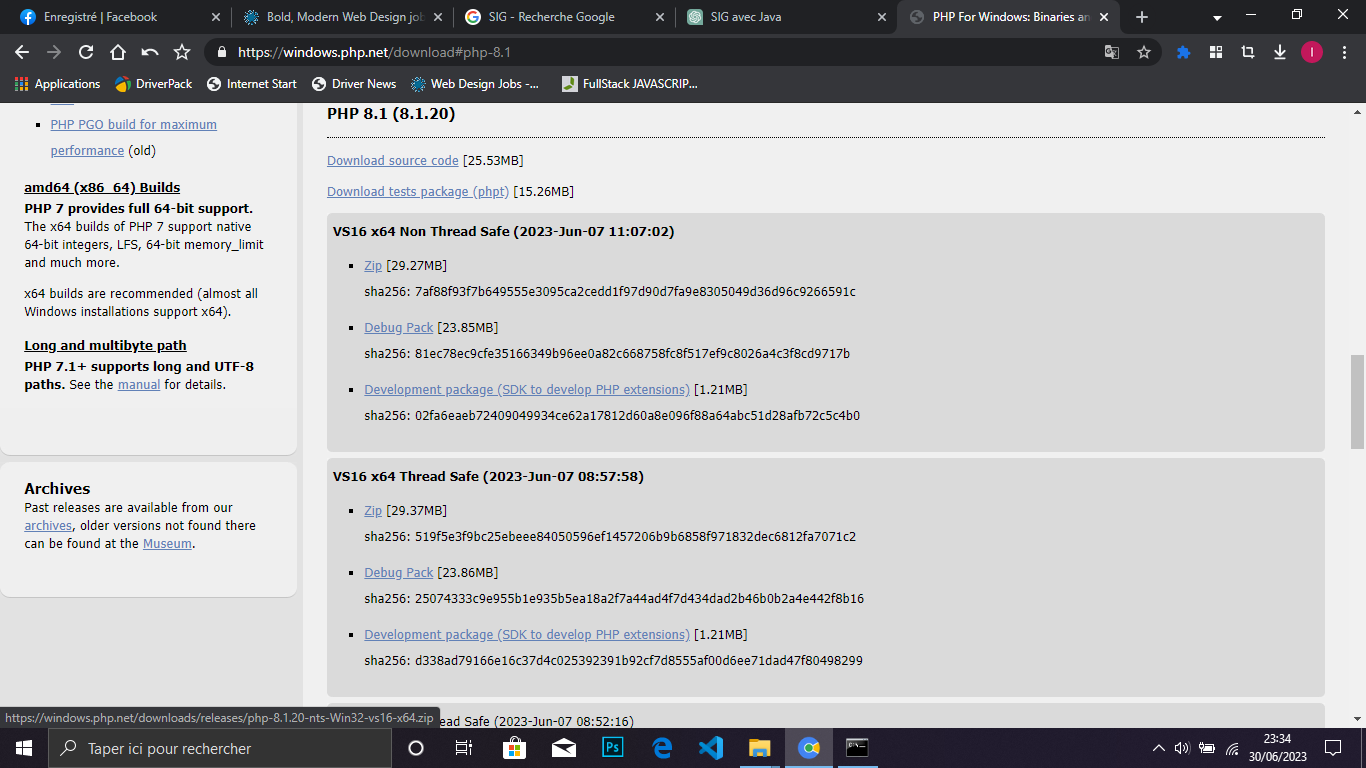 Enregistré | Facebook
Bold, Modern Web Design job
SIG - Recherche Google
SIG avec Java
PHP For Windows: Binaries an
https://windows.php.net/download#php-8.1
I
Applications
DriverPack
Internet Start
Driver News
Web Design Jobs -...
FullStack JAVASCRIP...
PHP PGO build for maximum
performance (old)
amd64 (x86_64) Builds
PHP 7 provides full 64-bit support.
The x64 builds of PHP 7 support native
64-bit integers, LFS, 64-bit memory_limit
and much more.
x64 builds are recommended (almost all
Windows installations support x64).
Long and multibyte path
PHP 7.1+ supports long and UTF-8
paths. See the manual for details.
Archives
Past releases are available from our
archives, older versions not found there
can be found at the Museum.
PHP 8.1 (8.1.20)
Download source code [25.53MB]
Download tests package (phpt) [15.26MB]
VS16 x64 Non Thread Safe (2023-Jun-07 11:07:02)
Zip [29.27MB]
sha256: 7af88f93f7b649555e3095ca2cedd1f97d90d7fa9e8305049d36d96c9266591c
Debug Pack [23.85MB]
sha256: 81ec78ec9cfe35166349b96ee0a82c668758fc8f517ef9c8026a4c3f8cd9717b
Development package (SDK to develop PHP extensions) [1.21MB]
sha256: 02fa6eaeb72409049934ce62a17812d60a8e096f88a64abc51d28afb72c5c4b0
VS16 x64 Thread Safe (2023-Jun-07 08:57:58)
Zip [29.37MB]
sha256: 519f5e3f9bc25ebeee84050596ef1457206b9b6858f971832dec6812fa7071c2
Debug Pack [23.86MB]
sha256: 25074333c9e955b1e935b5ea18a2f7a44ad4f7d434dad2b46b0b2a4e442f8b16
Development package (SDK to develop PHP extensions) [1.21MB]
sha256: d338ad79166e16c37d4c025392391b92cf7d8555af00d6ee71dad47f80498299
Safe (2023-Jun-07 08:52:16)
https://windows.php.net/downloads/releases/php-8.1.20-nts-Win32-vs16-x64.zip
Taper ici pour rechercher
Ps
23:34
30/06/2023